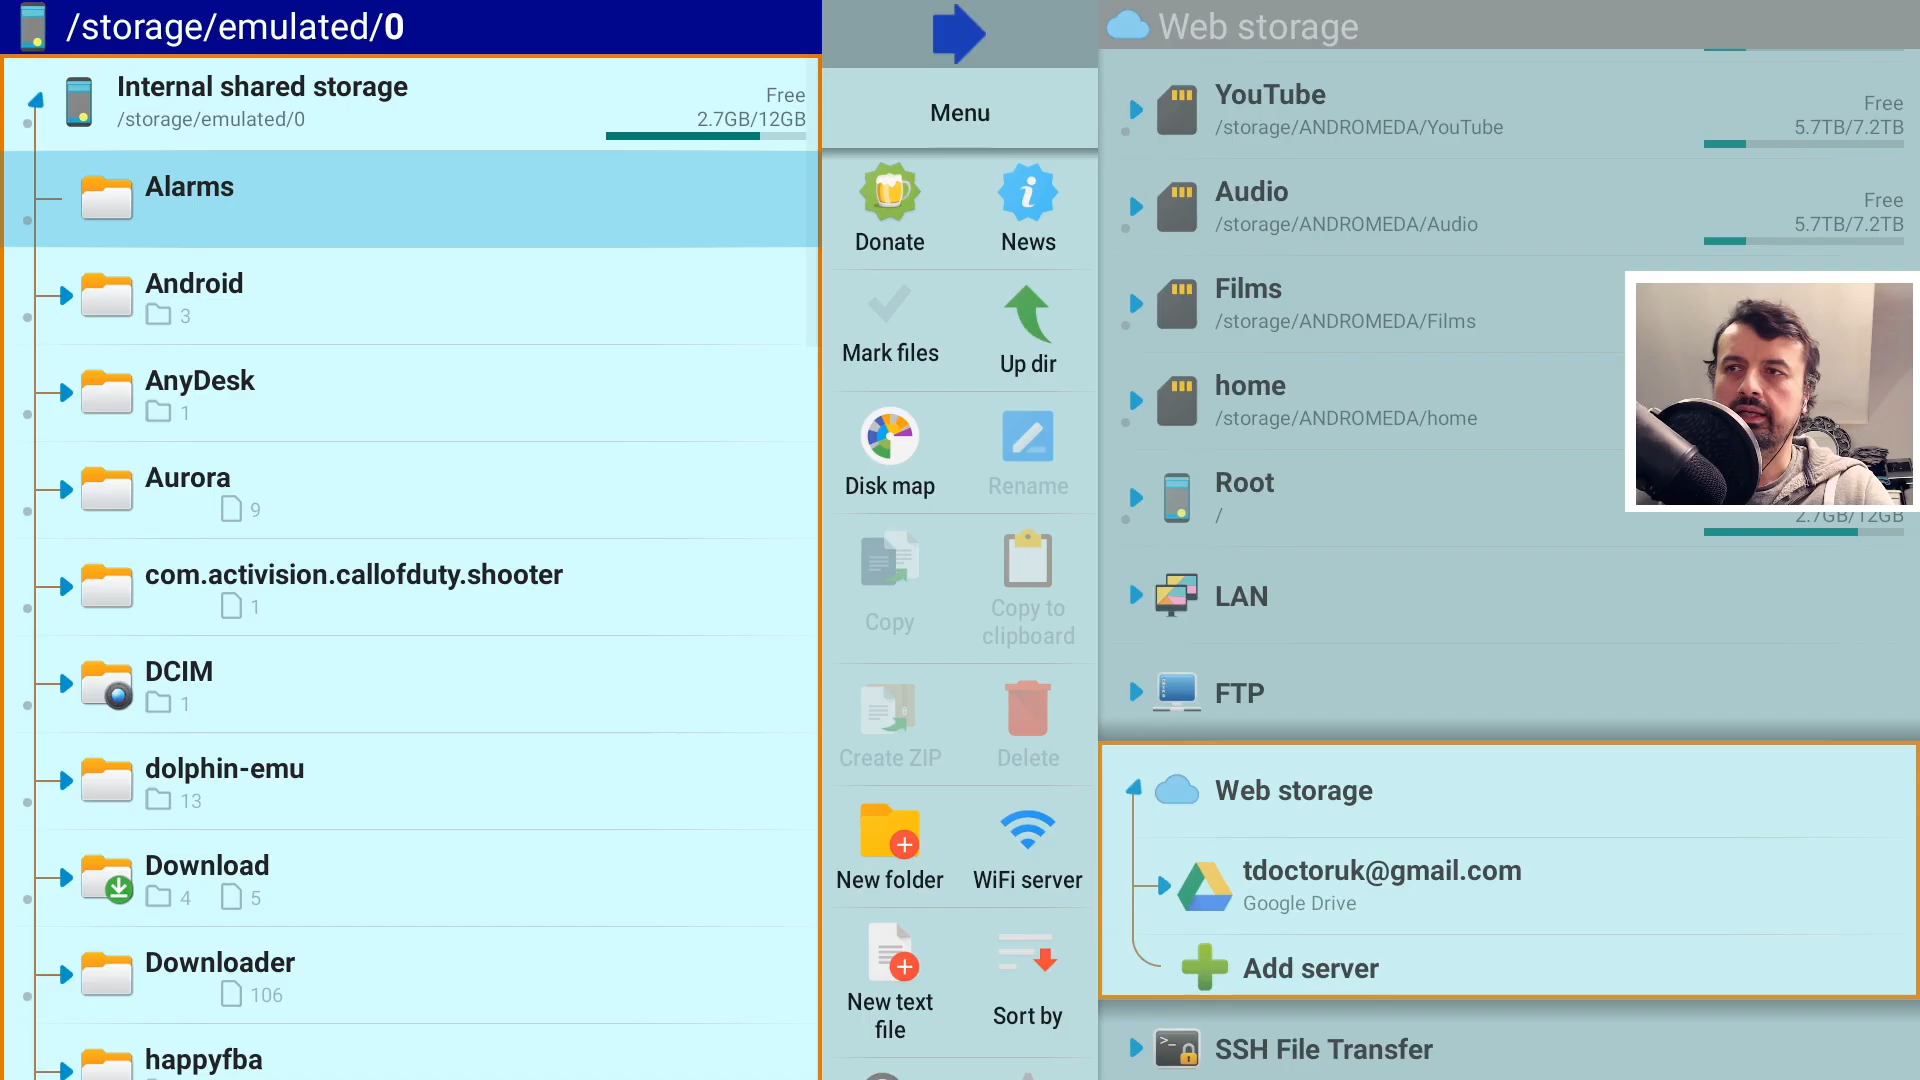 /storage/emulated/0
Internal shared storage
/storage/emulated/0
Free
2.7GB/12GB
Alarms
Android
3
AnyDesk
1
Aurora
9
com.activision.callofduty.shooter
1
DCIM
1
dolphin-emu
13
Download
4 5
Downloader
106
happyfba
Menu
Donate News
Mark files Up dir
Disk map Rename
Copy Copy to
clipboard
Create ZIP Delete
New folder WiFi server
New text
file
Sort by
Web storage
YouTube
/storage/ANDROMEDA/YouTube
Free
5.7TB/7.2TB
Audio
/storage/ANDROMEDA/Audio
Free
5.7TB/7.2TB
Films
/storage/ANDROMEDA/Films
home
/storage/ANDROMEDA/home
Root
/
2.7GB/12GB
LAN
FTP
Web storage
tdoctoruk@gmail.com
Google Drive
Add server
SSH File Transfer